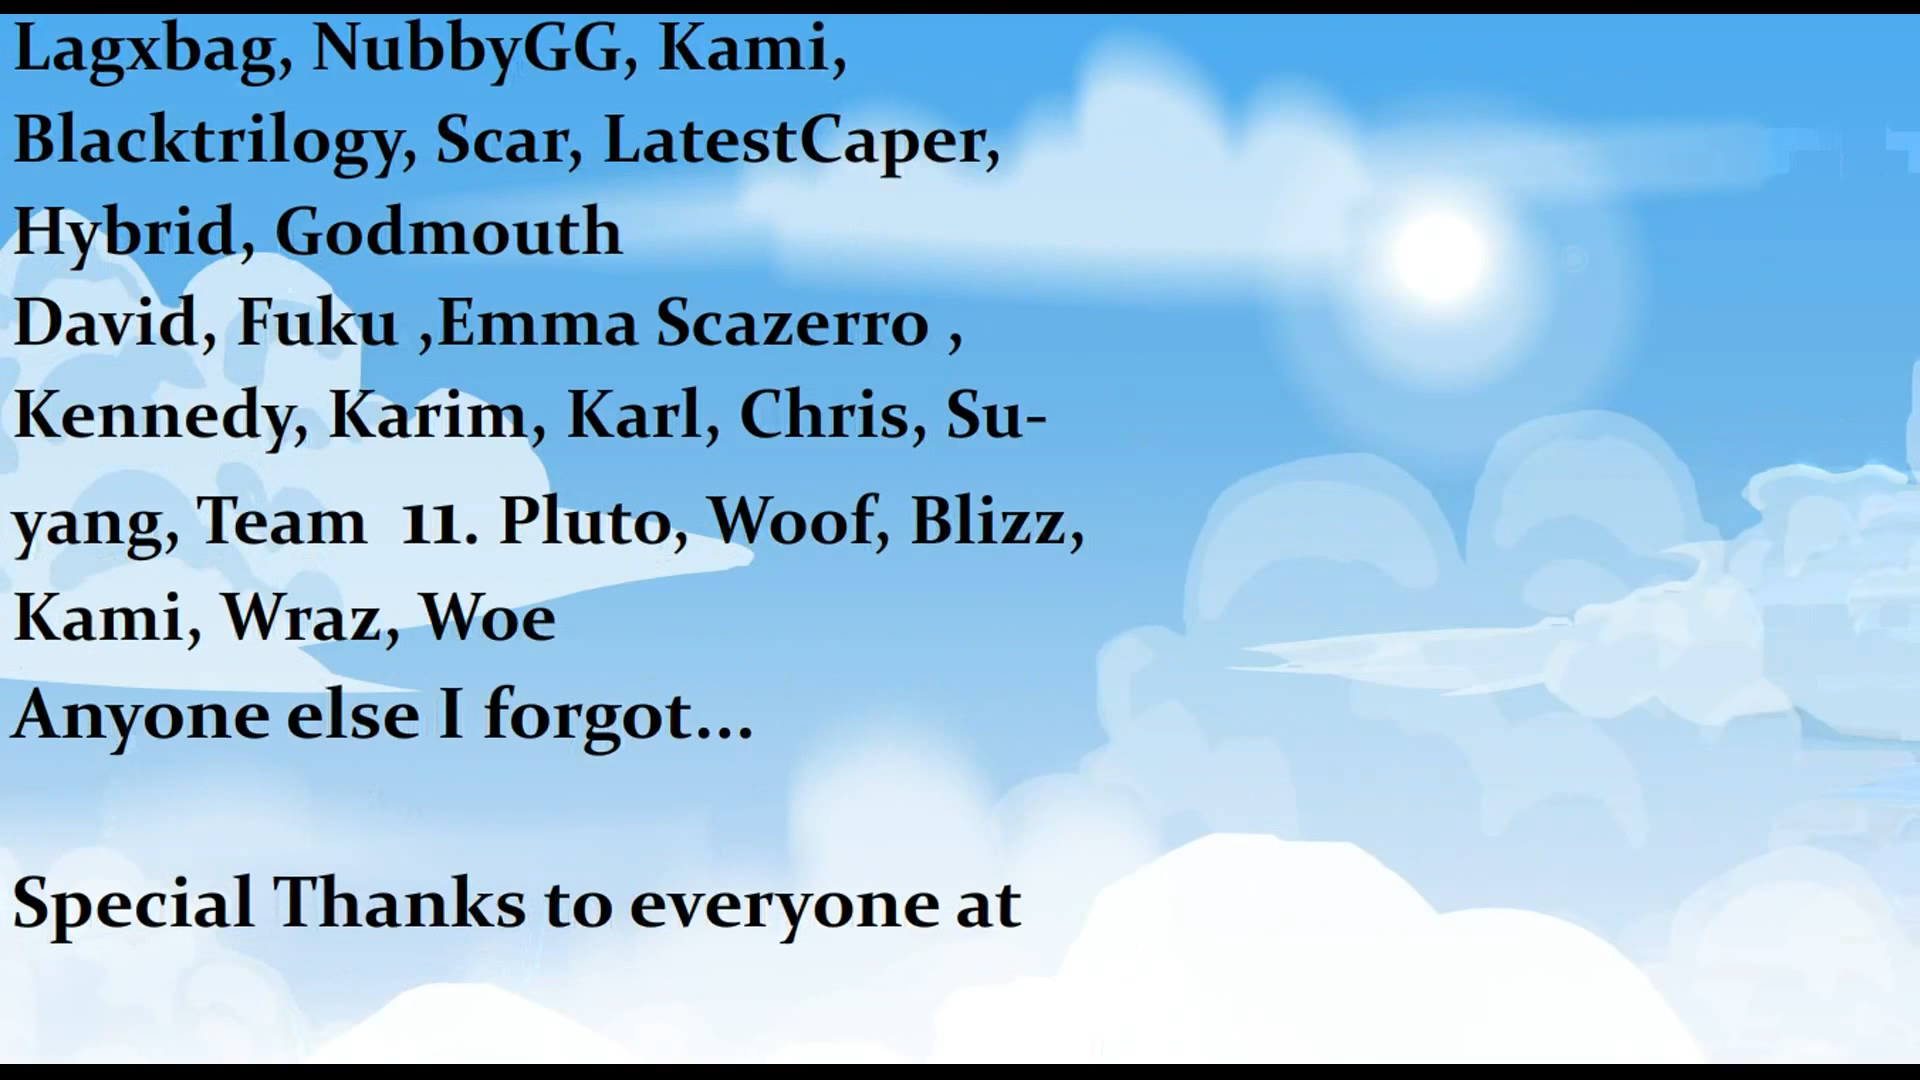 Lagxbag, NubbyGG, Kami,
Blacktrilogy, Scar, LatestCaper,
Hybrid, Godmouth
David, Fuku ,Emma Scazerro ,
Kennedy, Karim, Karl, Chris, Su-
yang, Team  11. Pluto, Woof, Blizz,
Kami, Wraz, Woe
Anyone else I forgot...
Special Thanks to everyone at